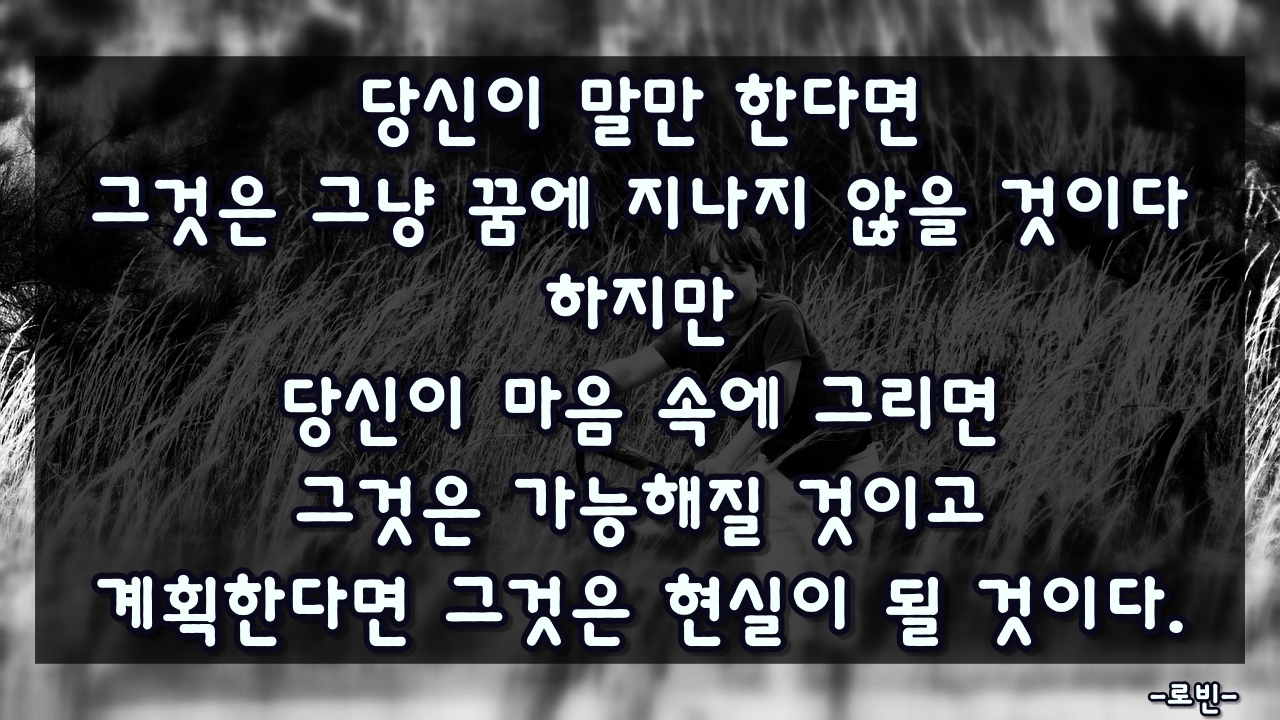 당신이 말만 한다면
그것은 그냥 꿈에 지나지 않을 것이다
하지만
당신이 마음 속에 그리면
그것은 가능해질 것이고
계획한다면 그것은 현실이 될 것이다.
-로빈-